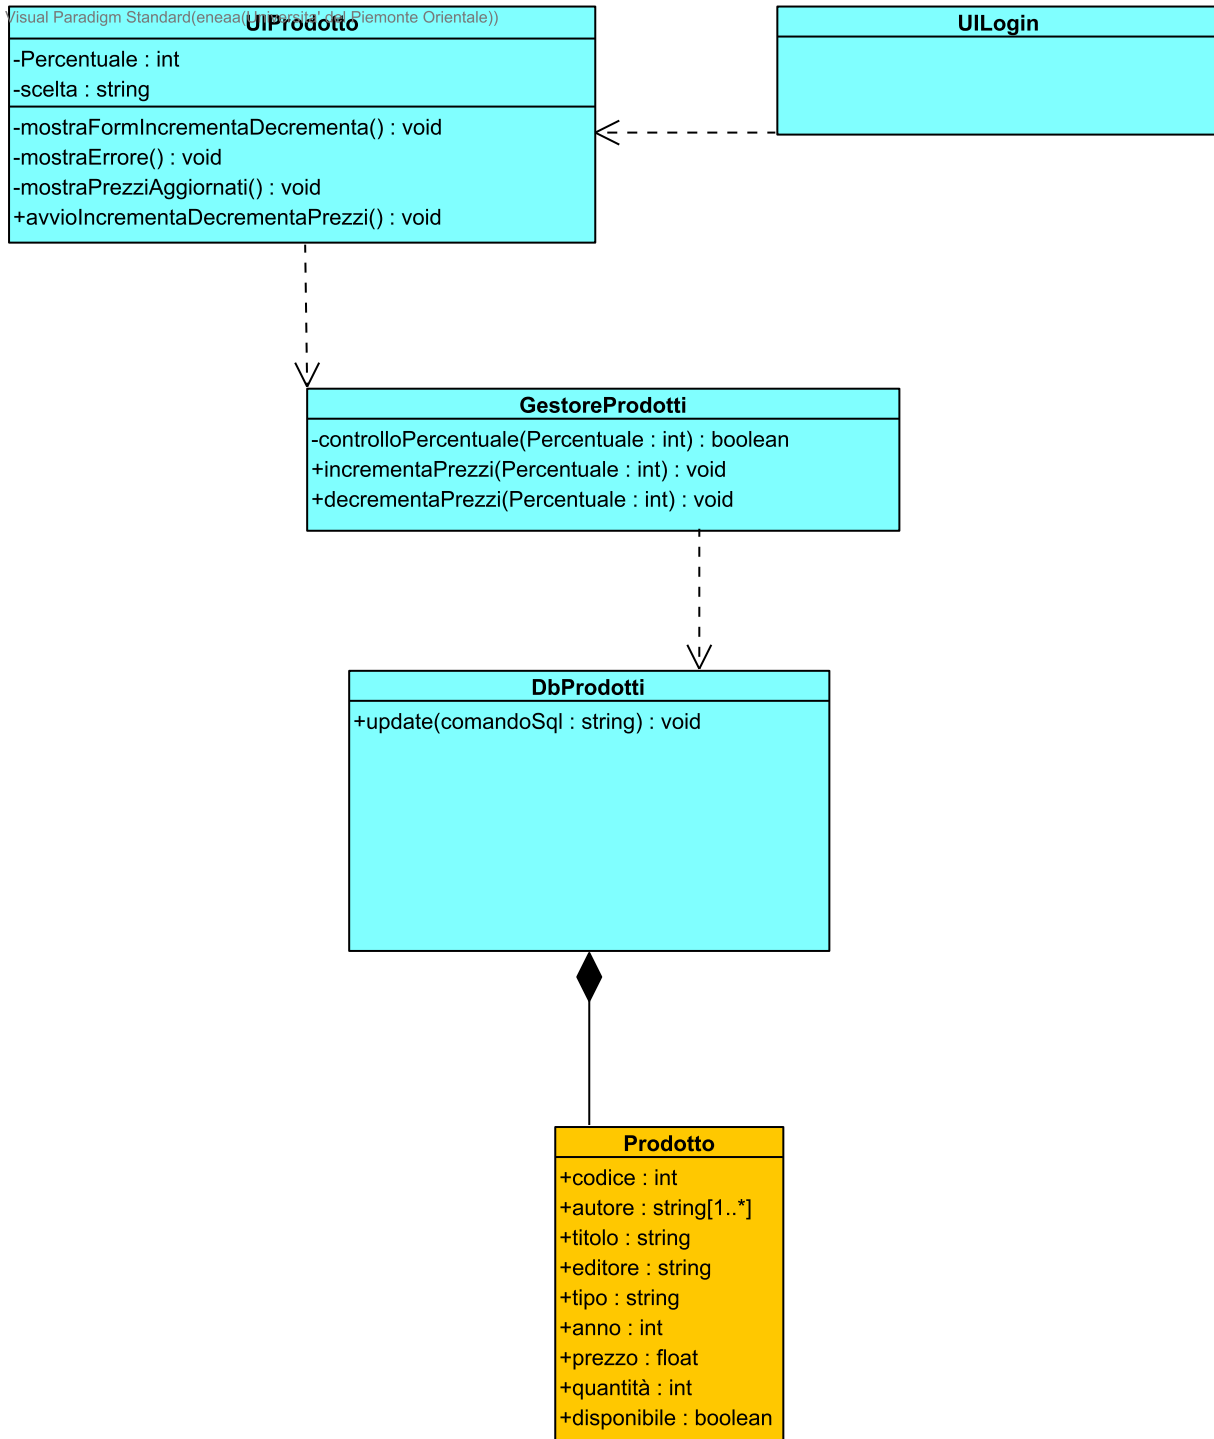 Visual Paradigm Standard(eneaa(Universita' del Piemonte Orientale))
UIProdotto
-Percentuale : int
-scelta : string
-mostraFormIncrementaDecrementa() : void
-mostraErrore() : void
-mostraPrezziAggiornati() : void
+avvioIncrementaDecrementaPrezzi() : void
UILogin
GestoreProdotti
-controlloPercentuale(Percentuale : int) : boolean
+incrementaPrezzi(Percentuale : int) : void
+decrementaPrezzi(Percentuale : int) : void
DbProdotti
+update(comandoSql : string) : void
Prodotto
+codice : int
+autore : string[1..*]
+titolo : string
+editore : string
+tipo : string
+anno : int
+prezzo : float
+quantità : int
+disponibile : boolean